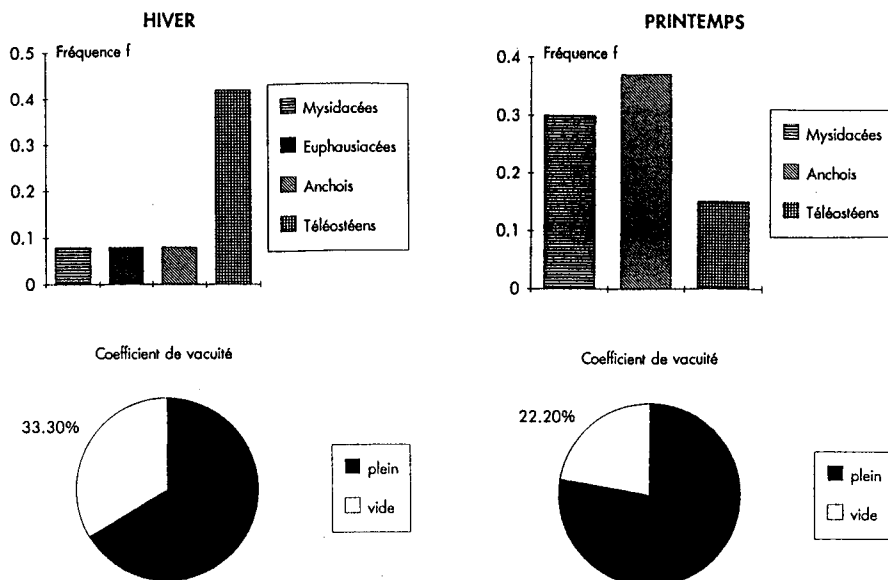 HIVER
Fréquence f
0.5
0.4
0.3
0.2
0.1
0
Mysidacées
Euphausiacées
Anchois
Téléostéens
PRINTEMPS
Fréquence f
0.4
0.3
0.2
0.1
0
Mysidacées
Anchois
Téléostéens
Coefficient de vacuité
33.30%
plein
vide
Coefficient de vacuité
22.20%
plein
vide